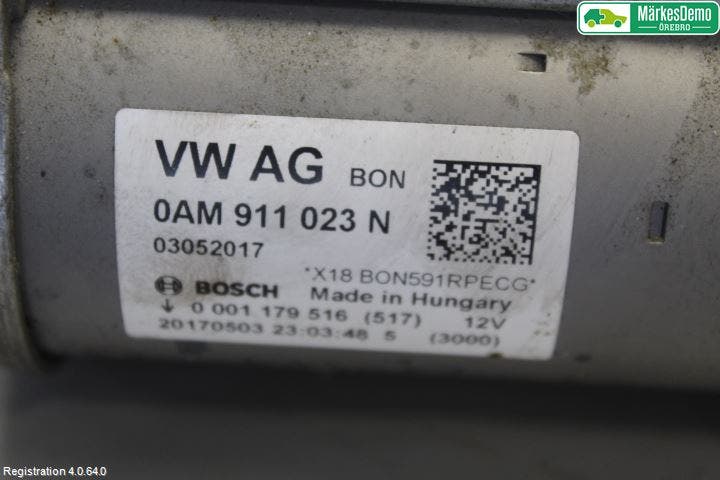 MärkesDemo
ÖREBRO
VW AG BON
0AM 911 023 N
03052017
*X18 BON591RPECG*
BOSCH Made in Hungary
↓ 0 001 179 516 (517) 12V
20170503 23:03:48 5 (3000)
Registration 4.0.64.0